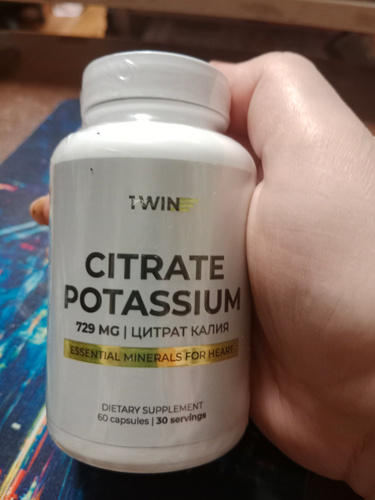 1WIN
CITRATE
POTASSIUM
729 MG | ЦИТРАТ КАЛИЯ
ESSENTIAL MINERALS FOR HEART
DIETARY SUPPLEMENT
60 capsules | 30 servings